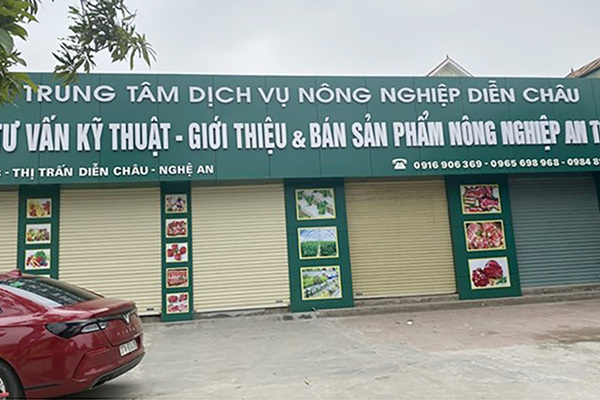 TRUNG TÂM DỊCH VỤ NÔNG NGHIỆP DIỄN CHÂU
TƯ VẤN KỸ THUẬT - GIỚI THIỆU & BÁN SẢN PHẨM NÔNG NGHIỆP AN
- THỊ TRẤN DIỄN CHÂU - NGHỆ AN
0916 906 369 - 0965 698 968 - 0984